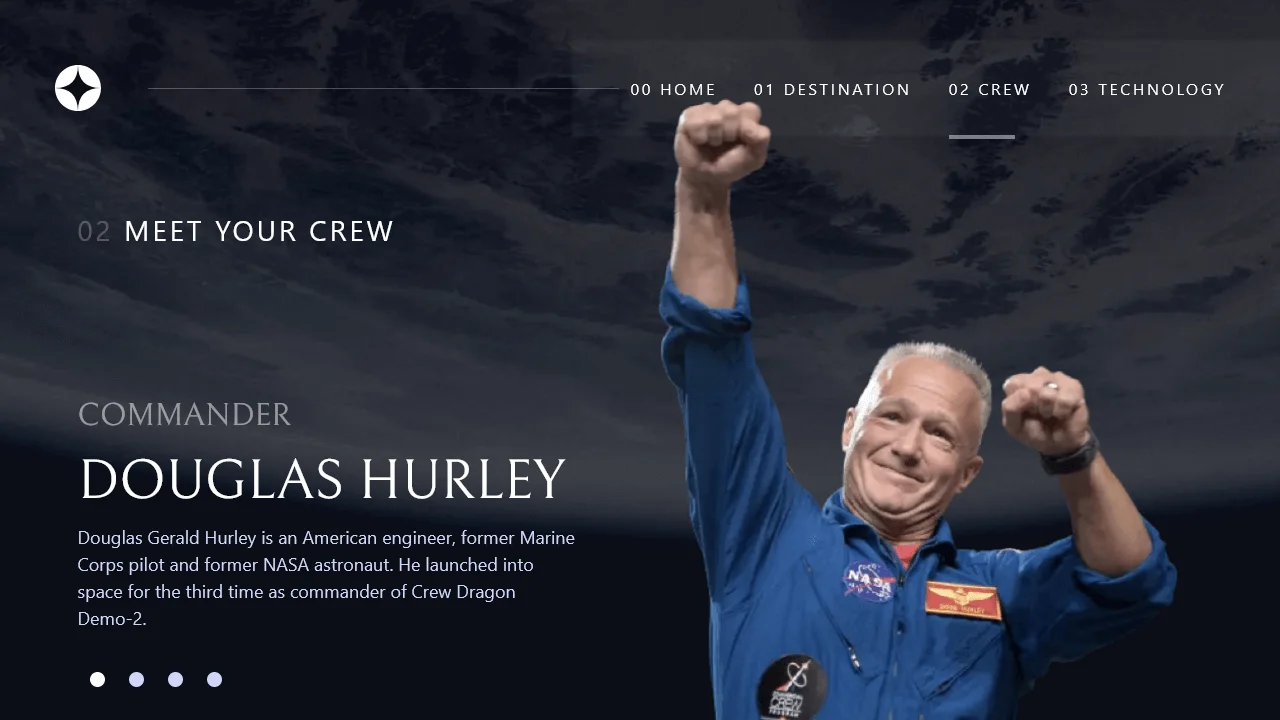 00 HOME
01 DESTINATION
02 CREW
03 TECHNOLOGY
02 MEET YOUR CREW
COMMANDER
DOUGLAS HURLEY
Douglas Gerald Hurley is an American engineer, former Marine
Corps pilot and former NASA astronaut. He launched into
space for the third time as commander of Crew Dragon
Demo-2.
NASA
CREW